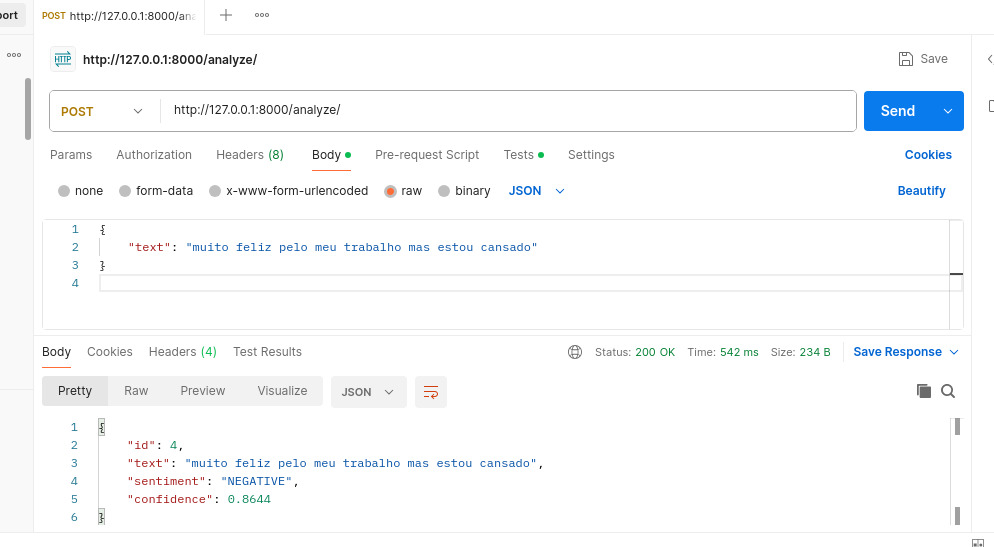 port
POST http://127.0.0.1:8000/an
HTTP http://127.0.0.1:8000/analyze/
Save
POST http://127.0.0.1:8000/analyze/
Send
Params Authorization Headers (8) Body Pre-request Script Tests Settings Cookies
none form-data x-www-form-urlencoded raw binary JSON Beautify
1 {
2 "text": "muito feliz pelo meu trabalho mas estou cansado"
3 }
4
Body Cookies Headers (4) Test Results Status: 200 OK Time: 542 ms Size: 234 B Save Response
Pretty Raw Preview Visualize JSON
1 {
2 "id": 4,
3 "text": "muito feliz pelo meu trabalho mas estou cansado",
4 "sentiment": "NEGATIVE",
5 "confidence": 0.8644
6 }